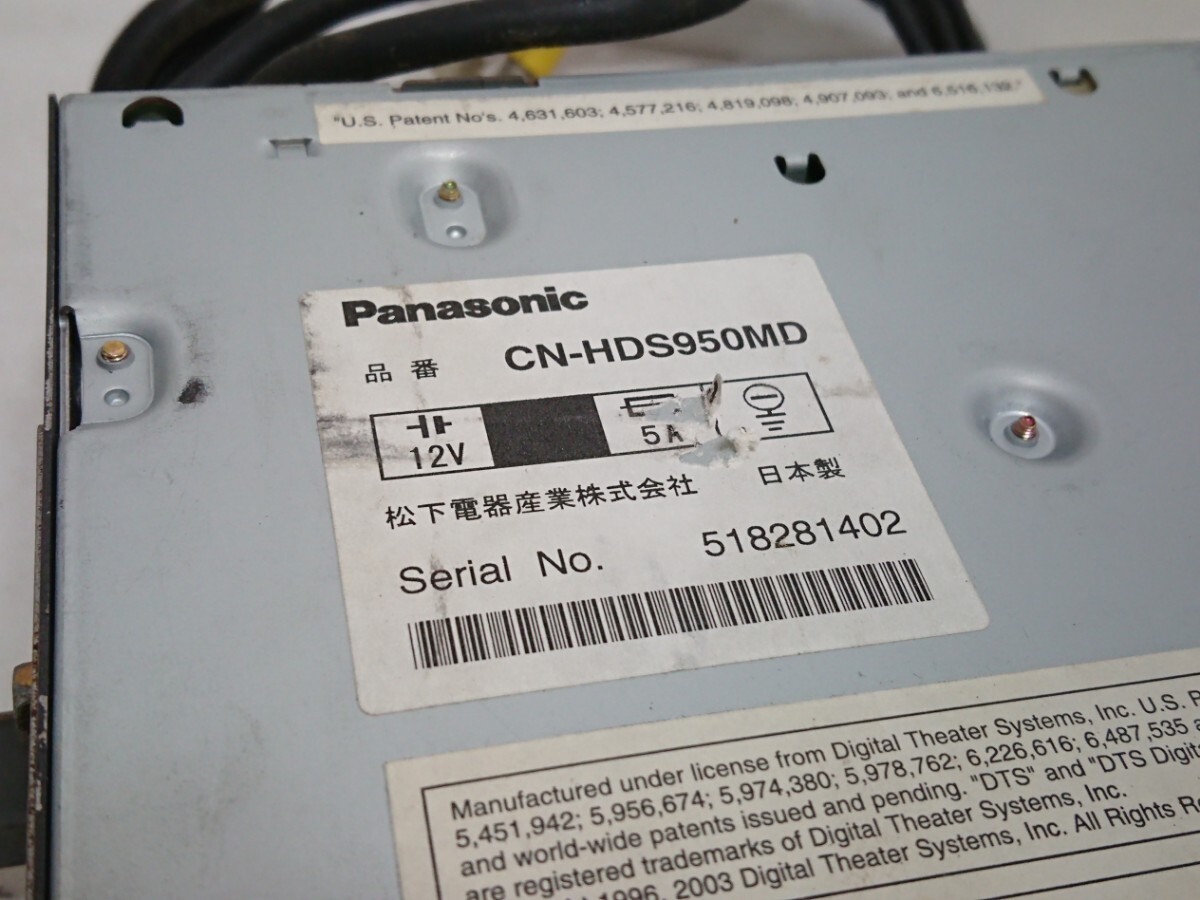 "U.S. Patent No's. 4,631,603; 4,577,216; 4,819,098; 4,907,093; and 6,516,132."
Panasonic
品番 CN-HDS950MD
12V 5A
松下電器産業株式会社 日本製
Serial No. 518281402
Manufactured under license from Digital Theater Systems, Inc. U.S.
5,451,942; 5,956,674; 5,974,380; 5,978,762; 6,226,616; 6,487,535
and world-wide patents issued and pending. "DTS" and "DTS
are registered trademarks of Digital Theater Systems, Inc.
1996, 2003 Digital Theater Systems, Inc. All Rights